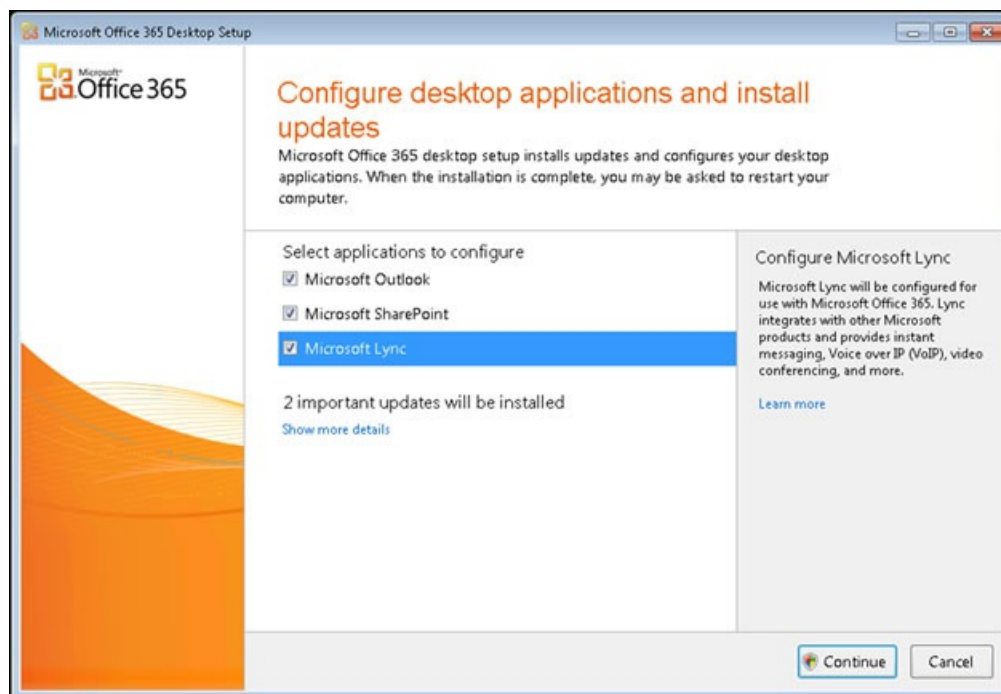 Microsoft Office 365 Desktop Setup
Microsoft
Office 365
Configure desktop applications and install
updates
Microsoft Office 365 desktop setup installs updates and configures your desktop
applications. When the installation is complete, you may be asked to restart your
computer.
Select applications to configure
Microsoft Outlook
Microsoft SharePoint
Microsoft Lync
2 important updates will be installed
Show more details
Configure Microsoft Lync
Microsoft Lync will be configured for
use with Microsoft Office 365. Lync
integrates with other Microsoft
products and provides instant
messaging, Voice over IP (VoIP), video
conferencing, and more.
Learn more
Continue
Cancel